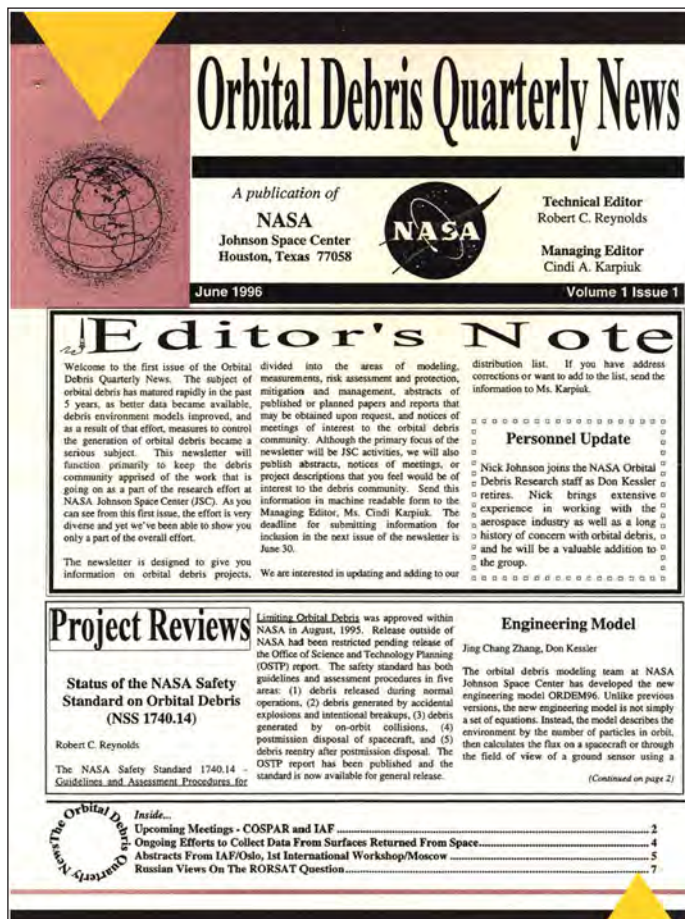 Orbital Debris Quarterly News
A publication of
NASA
Johnson Space Center
Houston, Texas 77058
NASA
Technical Editor
Robert C. Reynolds
Managing Editor
Cindi A. Karpiuk
June 1996
Volume 1 Issue 1
Editor's Note
Welcome to the first issue of the Orbital
Debris Quarterly News. The subject of
orbital debris has matured rapidly in the past
5 years, as better data became available,
debris environment models improved, and
as a result of that effort, measures to control
the generation of orbital debris became a
serious subject. This newsletter will
function primarily to keep the debris
community apprised of the work that is
going on as a part of the research effort at
NASA Johnson Space Center (JSC). As you
can see from this first issue, the effort is very
diverse and yet we've been able to show you
only a part of the overall effort.
The newsletter is designed to give you
information on orbital debris projects,
divided into the areas of modeling,
measurements, risk assessment and protection,
mitigation and management, abstracts of
published or planned papers and reports that
may be obtained upon request, and notices of
meetings of interest to the orbital debris
community. Although the primary focus of the
newsletter will be JSC activities, we will also
publish abstracts, notices of meetings, or
project descriptions that you feel would be of
interest to the debris community. Send this
information in machine readable form to the
Managing Editor, Ms. Cindi Karpiuk. The
deadline for submitting information for
inclusion in the next issue of the newsletter is
June 30.
We are interested in updating and adding to our
distribution list. If you have address
corrections or want to add to the list, send the
information to Ms. Karpiuk.
Personnel Update
Nick Johnson joins the NASA Orbital
Debris Research staff as Don Kessler
retires. Nick brings extensive
experience in working with the
aerospace industry as well as a long
history of concern with orbital debris,
and he will be a valuable addition to
the group.
Project Reviews
Status of the NASA Safety
Standard on Orbital Debris
(NSS 1740.14)
Robert C. Reynolds
The NASA Safety Standard 1740.14 -
Guidelines and Assessment Procedures for
Limiting Orbital Debris was approved within
NASA in August, 1995. Release outside of
NASA had been restricted pending release of
the Office of Science and Technology Planning
(OSTP) report. The safety standard has both
guidelines and assessment procedures in five
areas: (1) debris released during normal
operations, (2) debris generated by accidental
explosions and intentional breakups, (3) debris
generated by on-orbit collisions, (4)
postmission disposal of spacecraft, and (5)
debris reentry after postmission disposal. The
OSTP report has been published and the
standard is now available for general release.
Engineering Model
Jing Chang Zhang, Don Kessler
The orbital debris modeling team at NASA
Johnson Space Center has developed the new
engineering model ORDEM96. Unlike previous
versions, the new engineering model is not simply
a set of equations. Instead, the model describes the
environment by the number of particles in orbit,
then calculates the flux on a spacecraft or through
the field of view of a ground sensor using a
(Continued on page 2)
The Orbital Debris Quarterly News
Inside...
Upcoming Meetings - COSPAR and IAF ........ 2
Ongoing Efforts to Collect Data From Surfaces Returned From Space ........ 4
Abstracts From IAF/Oslo, 1st International Workshop/Moscow ........ 5
Russian Views On The RORSAT Question ........ 7